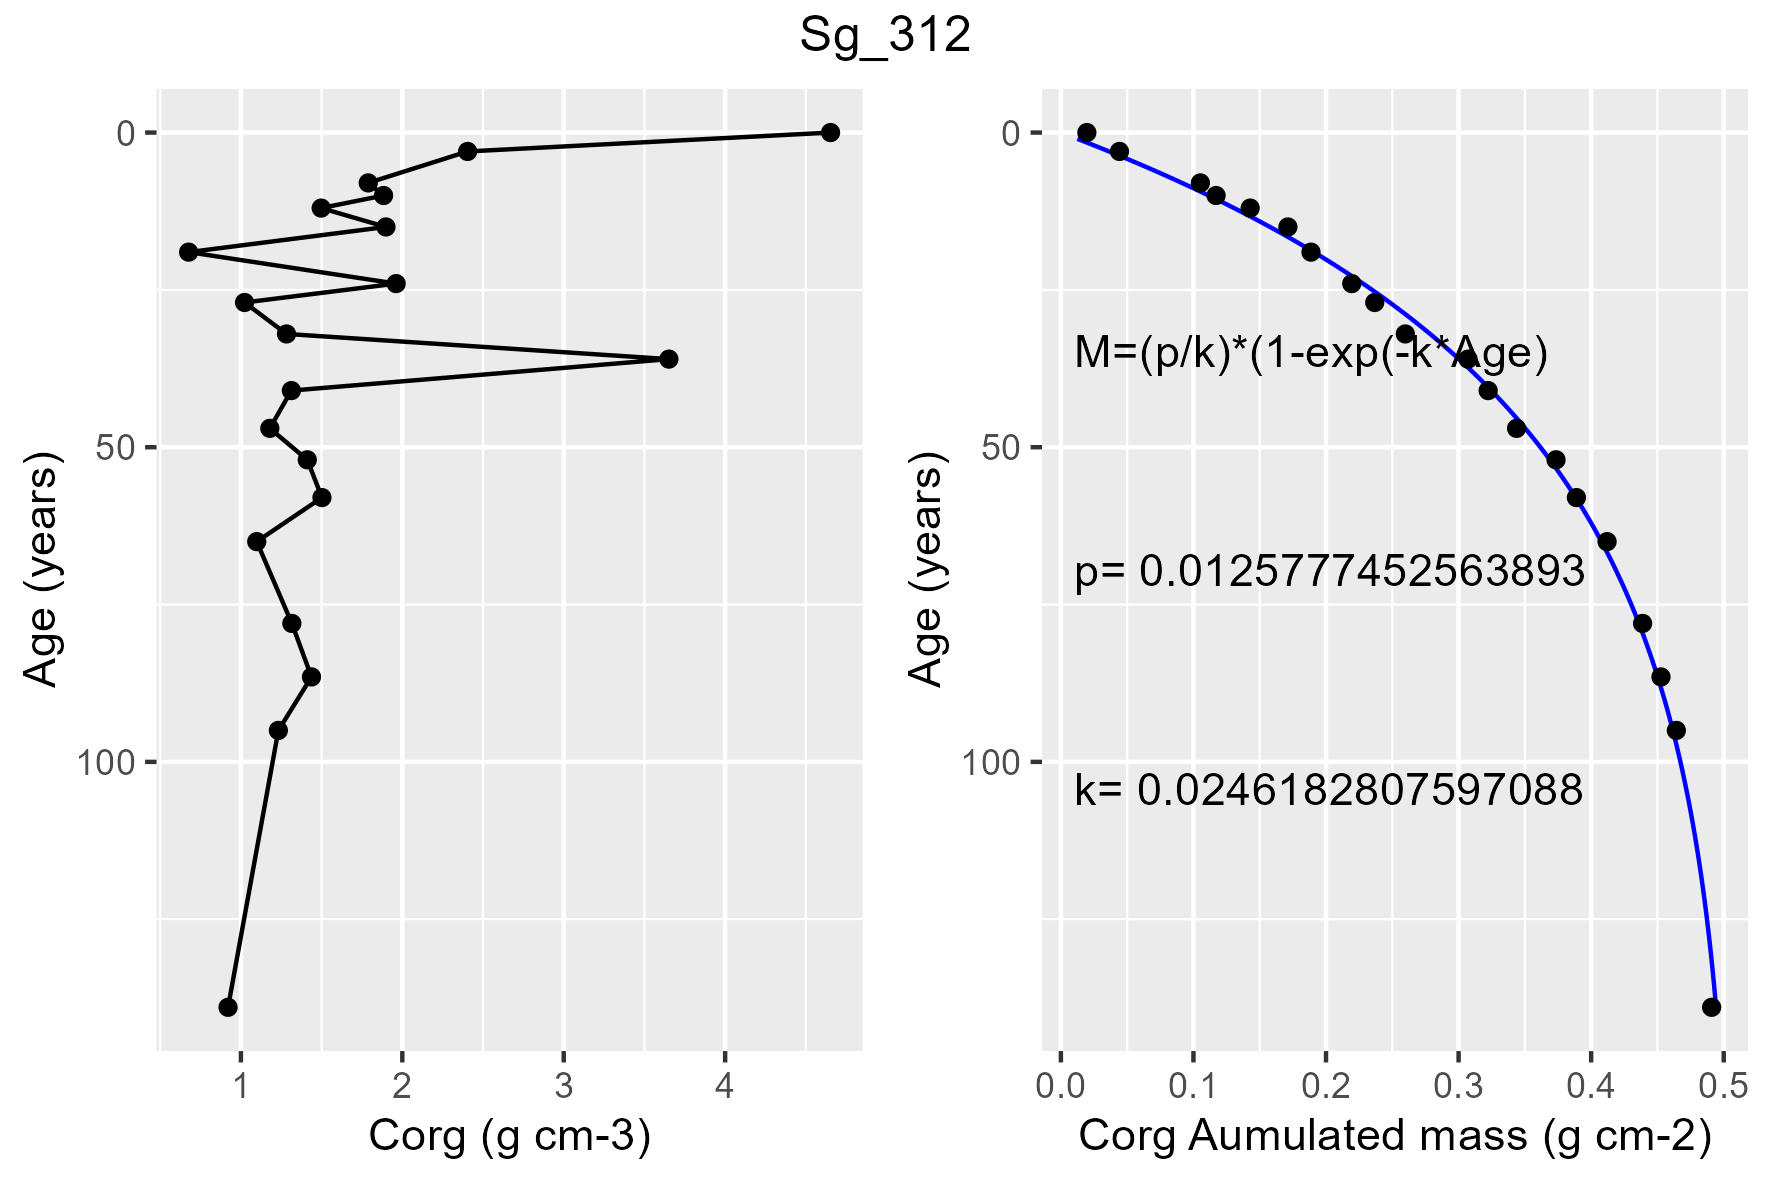 Sg_312
0
50
100
Age (years)
1 2 3 4
Corg (g cm-3)
0
50
100
Age (years)
M=(p/k)*(1-exp(-k*Age)
p= 0.0125777452563893
k= 0.0246182807597088
0.0 0.1 0.2 0.3 0.4 0.5
Corg Aumulated mass (g cm-2)